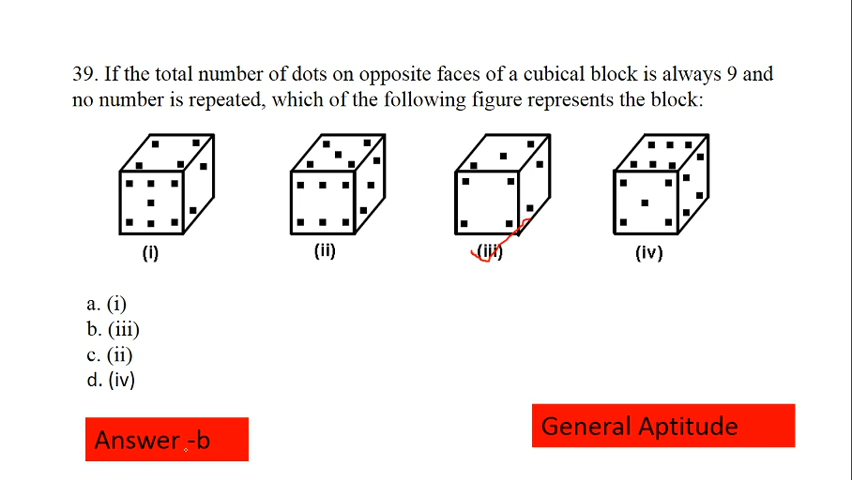 39. If the total number of dots on opposite faces of a cubical block is always 9 and
no number is repeated, which of the following figure represents the block:
(i) (ii) (iii) (iv)
a. (i)
b. (iii)
c. (ii)
d. (iv)
Answer -b
General Aptitude